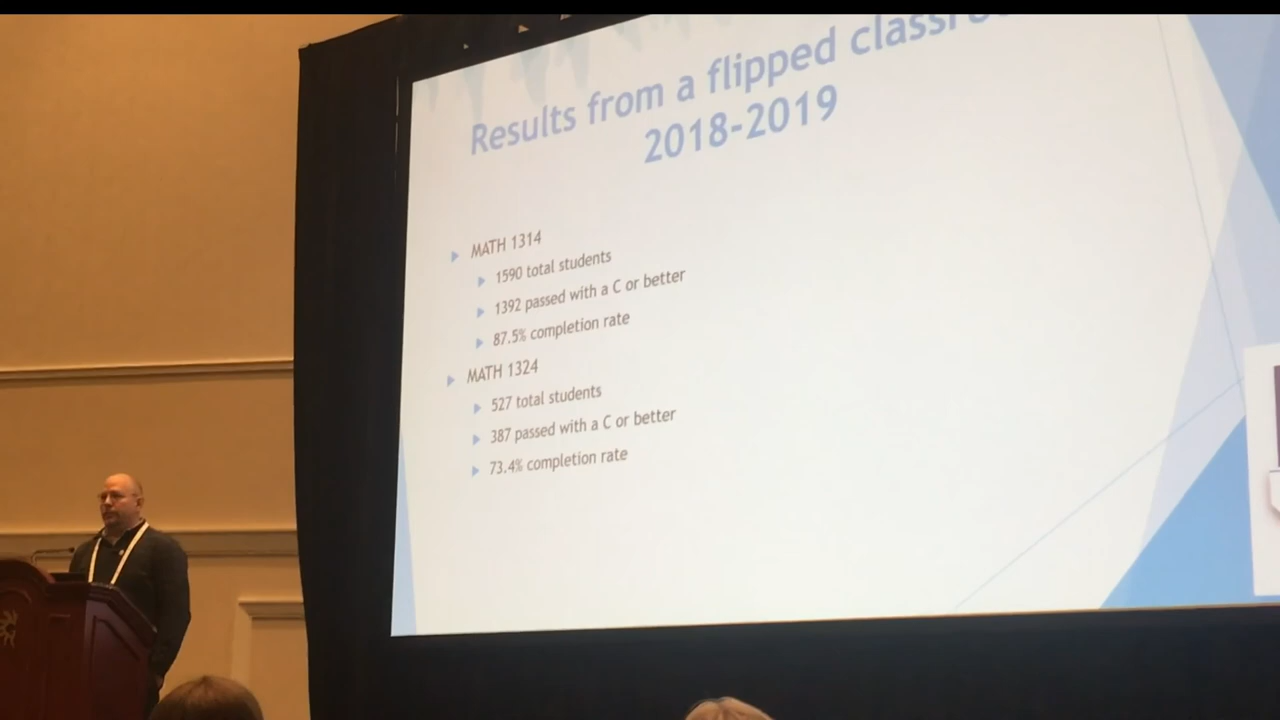 Results from a flipped
2018-2019
MATH 1314
1590 total students
1392 passed with a C or better
87.5% completion rate
MATH 1324
527 total students
387 passed with a C or better
73.4% completion rate